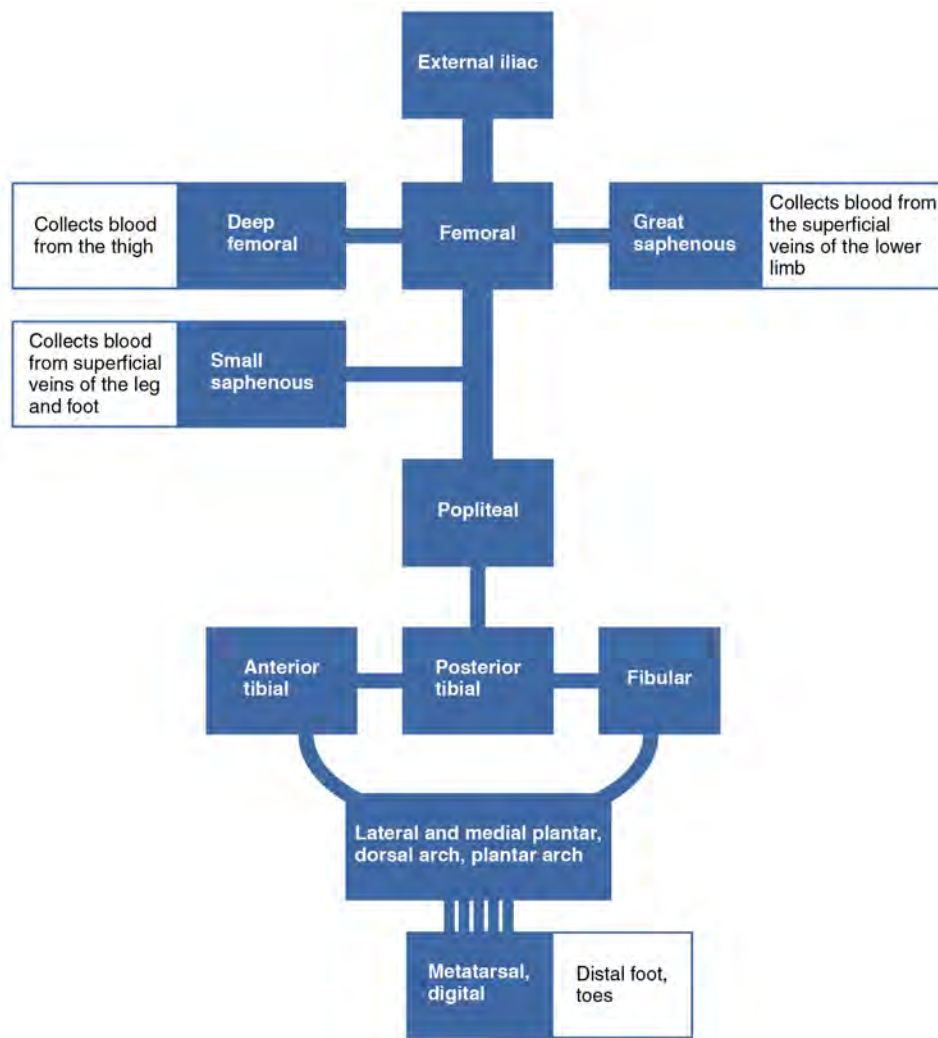 External iliac
Collects blood
from the thigh
Deep
femoral
Femoral
Great
saphenous
Collects blood from
the superficial
veins of the lower
limb
Collects blood
from superficial
veins of the leg
and foot
Small
saphenous
Popliteal
Anterior
tibial
Posterior
tibial
Fibular
Lateral and medial plantar,
dorsal arch, plantar arch
Metatarsal,
digital
Distal foot,
toes